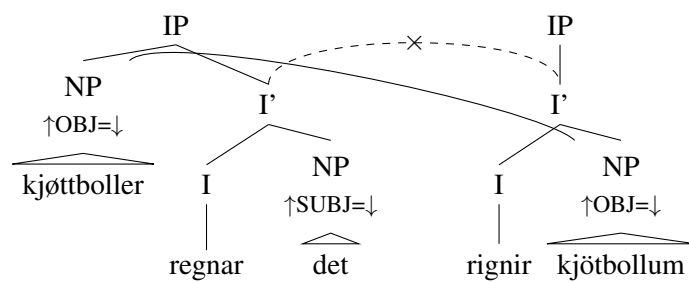 IP IP
NP I' I'
↑OBJ=↓
I NP I NP
↑SUBJ=↓ ↑OBJ=↓
kjøttboller
regnar det rignir kjötbollum